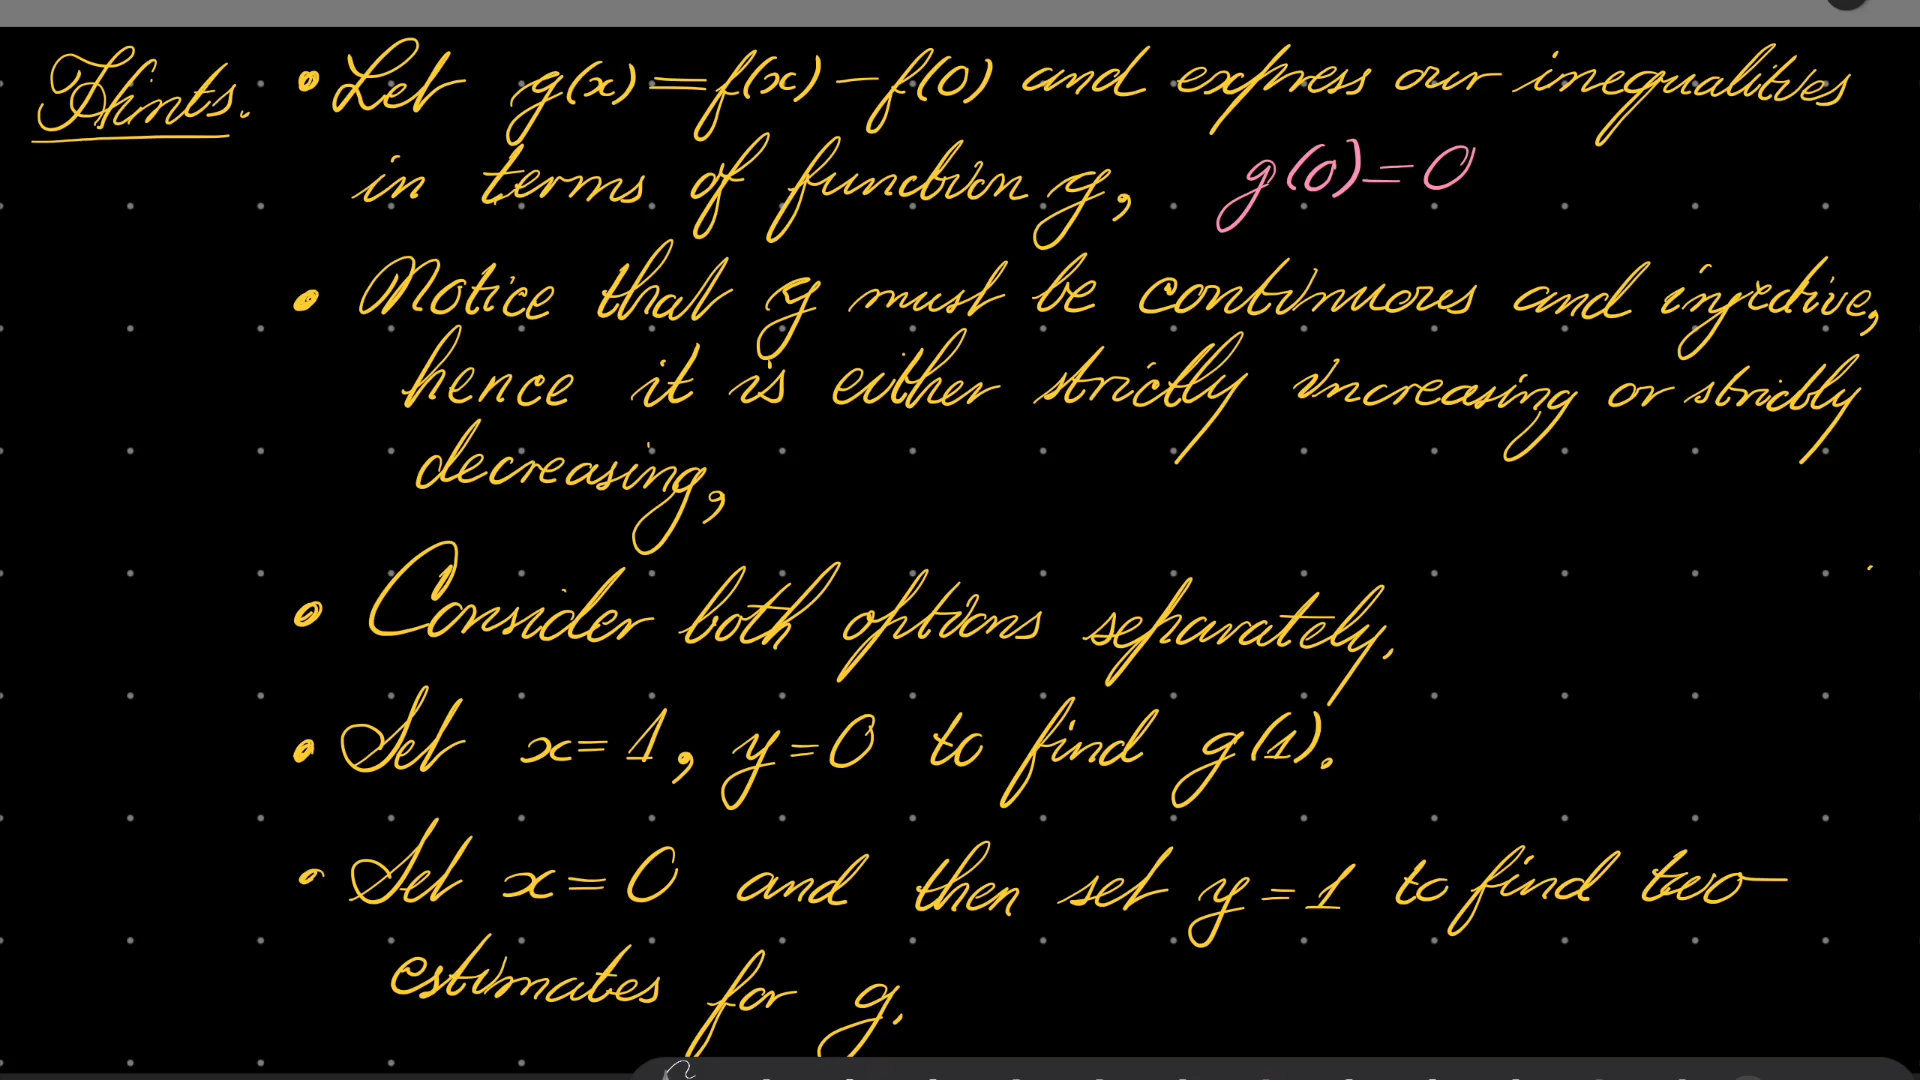 Hints. • Let g(x) = f(x) - f(0) and express our inequalities
in terms of function g, g(0) = 0
• Notice that g must be continuous and injective,
hence it is either strictly increasing or strictly
decreasing,
• Consider both options separately.
• Set x = 1, y = 0 to find g(1).
• Set x = 0 and then set y = 1 to find two
estimates for g.